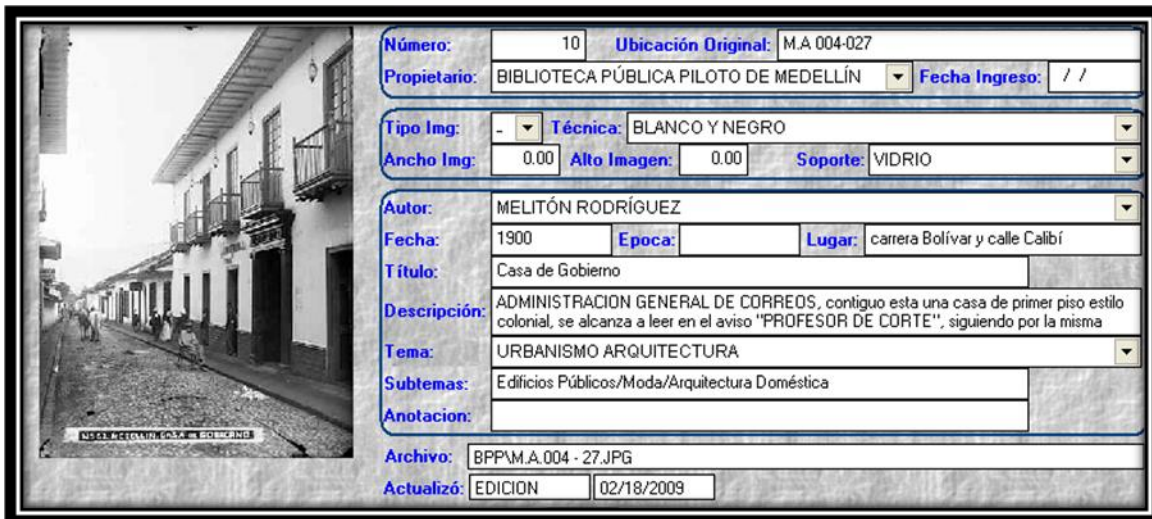 Número: 10 Ubicación Original: M.A 004-027
Propietario: BIBLIOTECA PÚBLICA PILOTO DE MEDELLÍN Fecha Ingreso: / /
Tipo Img: - Técnica: BLANCO Y NEGRO
Ancho Img: 0.00 Alto Imagen: 0.00 Soporte: VIDRIO
Autor: MELITÓN RODRÍGUEZ
Fecha: 1900 Epoca: Lugar: carrera Bolívar y calle Calibí
Título: Casa de Gobierno
Descripción: ADMINISTRACION GENERAL DE CORREOS, contiguo esta una casa de primer piso estilo
colonial, se alcanza a leer en el aviso "PROFESOR DE CORTE", siguiendo por la misma
Tema: URBANISMO ARQUITECTURA
Subtemas: Edificios Públicos/Moda/Arquitectura Doméstica
Anotacion:
MEDELLIN. CASA DE GOBIERNO.
Archivo: BPP\M.A.004 - 27.JPG
Actualizó: EDICION 02/18/2009